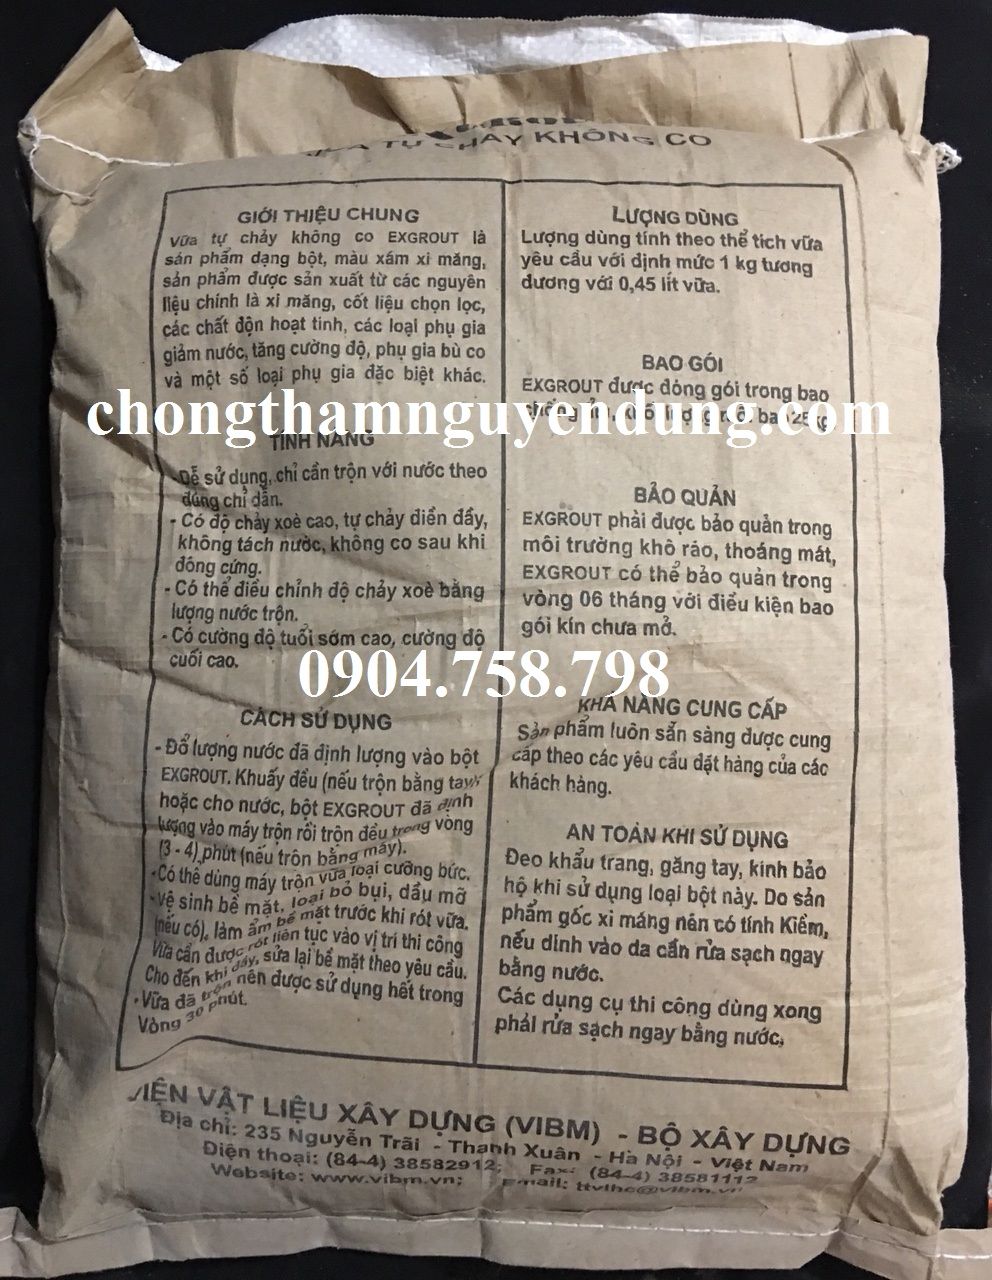 TỰ CHẢY KHÔNG CO
GIỚI THIỆU CHUNG
Vữa tự chảy không co EXGROUT là
sản phẩm dạng bột, màu xám xi măng,
sản phẩm được sản xuất từ các nguyên
liệu chính là xi măng, cốt liệu chọn lọc,
các chất độn hoạt tính, các loại phụ gia
giảm nước, tăng cường độ, phụ gia bù co
và một số loại phụ gia đặc biệt khác.
TÍNH NĂNG
-Dễ sử dụng, chỉ cần trộn với nước theo
đúng chỉ dẫn.
- Có độ chảy xoè cao, tự chảy điền đầy,
không tách nước, không co sau khi
đóng cứng.
- Có thể điều chỉnh độ chảy xoè bằng
lượng nước trộn.
- Có cường độ tuổi sớm cao, cường độ
cuối cao.
CÁCH SỬ DỤNG
- Đổ lượng nước đã định lượng vào bột
EXGROUT. Khuấy đều (nếu trộn bằng tay)
hoặc cho nước, bột EXGROUT đã định
lượng vào máy trộn rồi trộn đều trong vòng
(3 - 4) phút (nếu trộn bằng máy).
-Có thể dùng máy trộn vữa loại cưỡng bức.
-vệ sinh bề mặt, loại bỏ bụi, dầu mỡ
(nếu có), làm ẩm bề mặt trước khi rót vữa.
Vữa cần được rót liên tục vào vị trí thi công
Cho đến khi đầy, sửa lại bề mặt theo yêu cầu.
-Vữa đã trộn nên được sử dụng hết trong
Vòng 30 phút.
LƯỢNG DÙNG
Lượng dùng tính theo thể tích vữa
yêu cầu với định mức 1 kg tương
đương với 0,45 lít vữa.
BAO GÓI
EXGROUT được đóng gói trong bao
25kg
BẢO QUẢN
EXGROUT phải được bảo quản trong
môi trường khô ráo, thoáng mát,
EXGROUT có thể bảo quản trong
vòng 06 tháng với điều kiện bao
gói kín chưa mở.
KHẢ NĂNG CUNG CẤP
Sản phẩm luôn sẵn sàng được cung
cấp theo các yêu cầu đặt hàng của các
khách hàng.
AN TOÀN KHI SỬ DỤNG
Đeo khẩu trang, găng tay, kính bảo
hộ khi sử dụng loại bột này. Do sản
phẩm gốc xi măng nên có tính Kiềm,
nếu dính vào da cần rửa sạch ngay
bằng nước.
Các dụng cụ thi công dùng xong
phải rửa sạch ngay bằng nước.
chongthamnguyendung.com
0904.758.798
VIỆN VẬT LIỆU XÂY DỰNG (VIBM) - BỘ XÂY DỰNG
Địa chỉ: 235 Nguyễn Trãi - Thanh Xuân - Hà Nội - Việt Nam
Điện thoại: (84-4) 38582912; Fax: (84-4) 38581112
Website: www.vibm.vn; Email: ttvlhc@vibm.vn